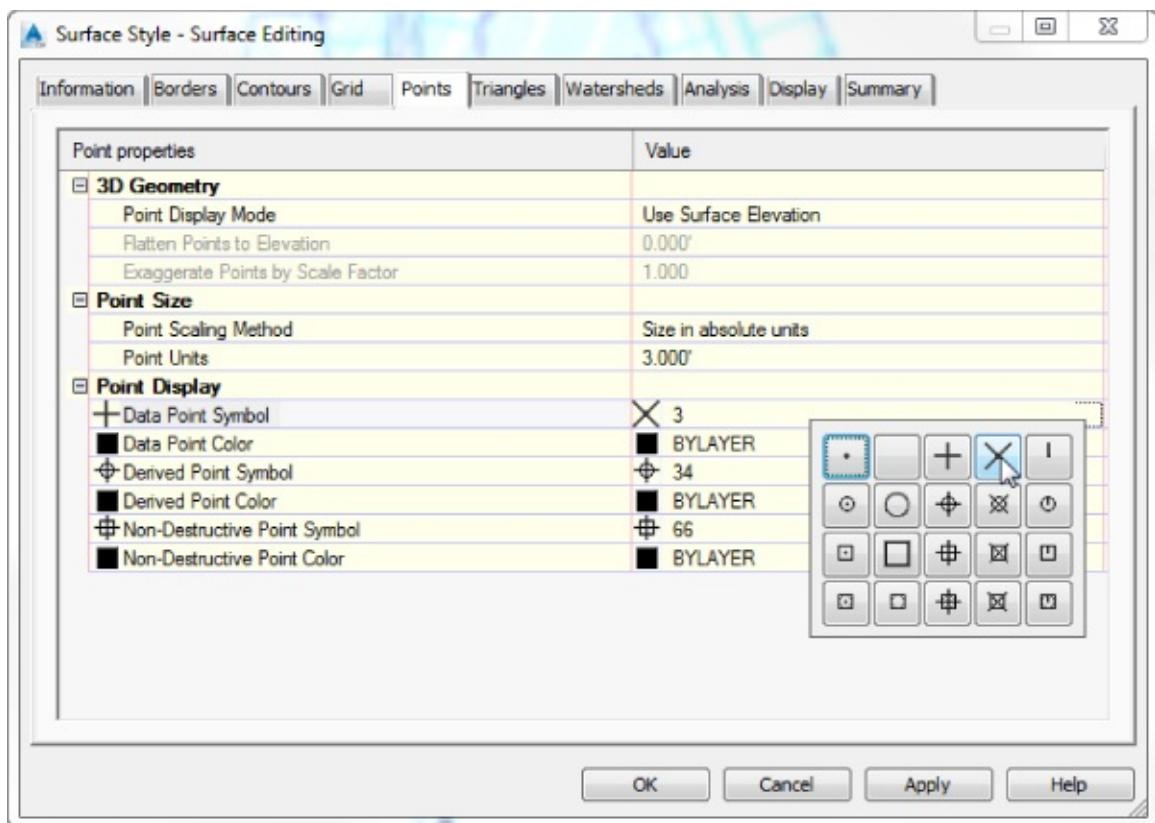 Surface Style - Surface Editing
Information Borders Contours Grid Points Triangles Watersheds Analysis Display Summary
Point properties Value
3D Geometry
Point Display Mode Use Surface Elevation
Flatten Points to Elevation 0.000'
Exaggerate Points by Scale Factor 1.000
Point Size
Point Scaling Method Size in absolute units
Point Units 3.000'
Point Display
Data Point Symbol 3
Data Point Color BYLAYER
Derived Point Symbol 34
Derived Point Color BYLAYER
Non-Destructive Point Symbol 66
Non-Destructive Point Color BYLAYER
OK Cancel Apply Help